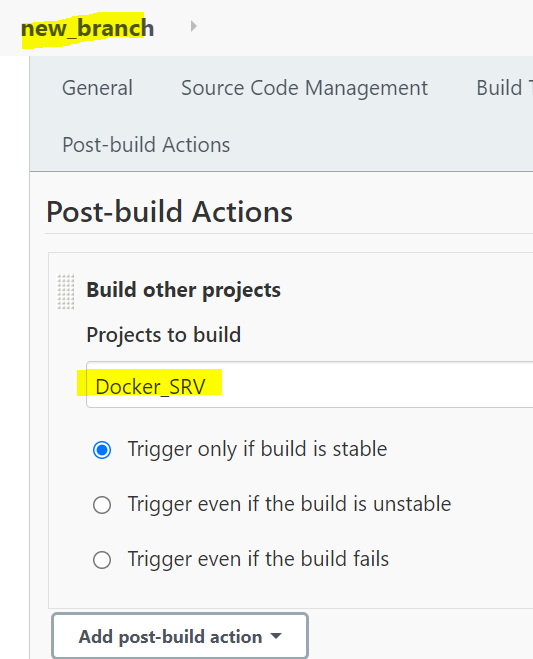 new_branch
General Source Code Management Build
Post-build Actions
Post-build Actions
Build other projects
Projects to build
Docker_SRV
Trigger only if build is stable
Trigger even if the build is unstable
Trigger even if the build fails
Add post-build action